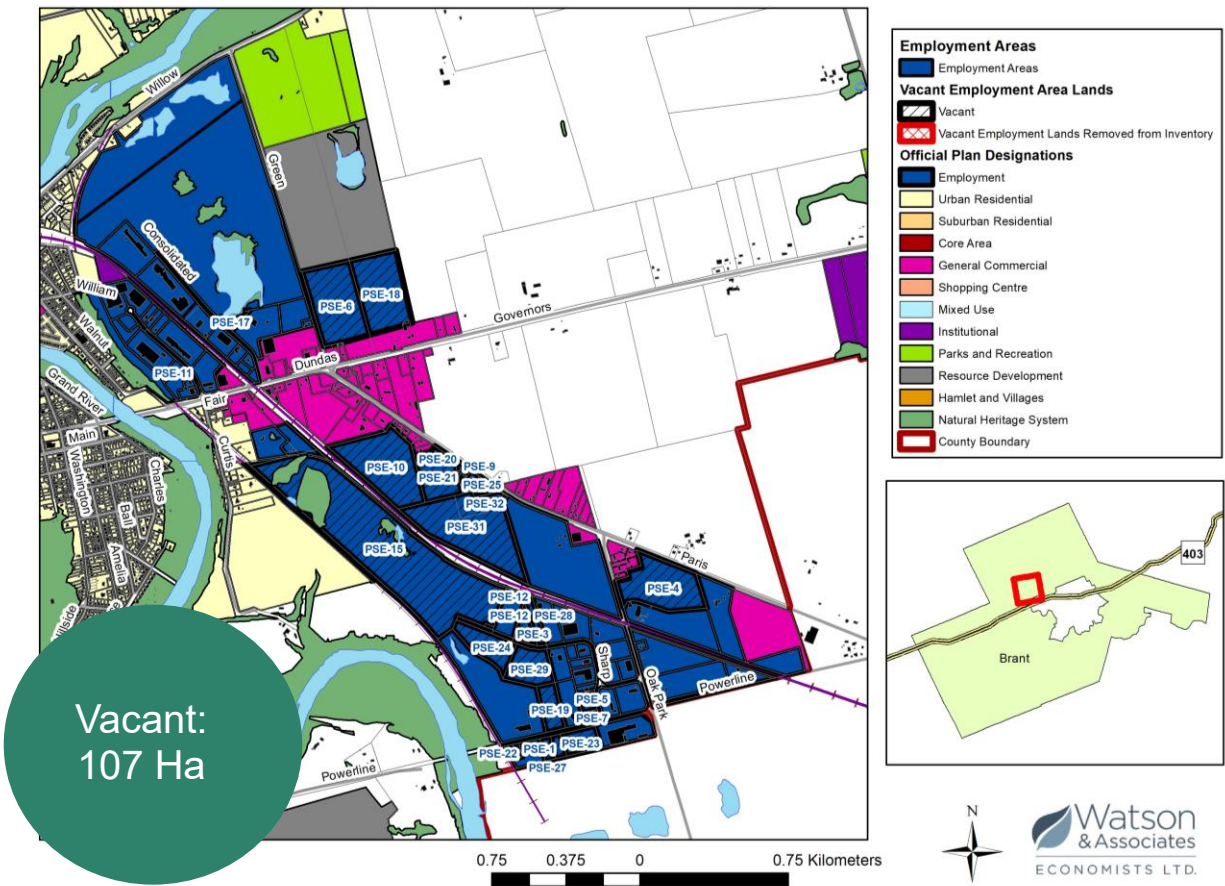 Willow
Green
Consolidated
William
Walnut
PSE-6
PSE-18
PSE-17
Governors
Dundas
PSE-11
Fair
Grand River
Main
Curtis
Washington
Charles
Ball
Amelia
PSE-10
PSE-20
PSE-9
PSE-21
PSE-25
PSE-32
PSE-31
PSE-15
Paris
PSE-4
PSE-12
PSE-12
PSE-28
PSE-3
PSE-24
PSE-29
Sharp
Oak Park
Powerline
PSE-5
PSE-19
PSE-7
PSE-22
PSE-1
PSE-23
PSE-27
Powerline
Vacant:
107 Ha
0.75 0.375 0 0.75 Kilometers
Employment Areas
Employment Areas
Vacant Employment Area Lands
Vacant
Vacant Employment Lands Removed from Inventory
Official Plan Designations
Employment
Urban Residential
Suburban Residential
Core Area
General Commercial
Shopping Centre
Mixed Use
Institutional
Parks and Recreation
Resource Development
Hamlet and Villages
Natural Heritage System
County Boundary
403
Brant
N
Watson
& Associates
ECONOMISTS LTD.